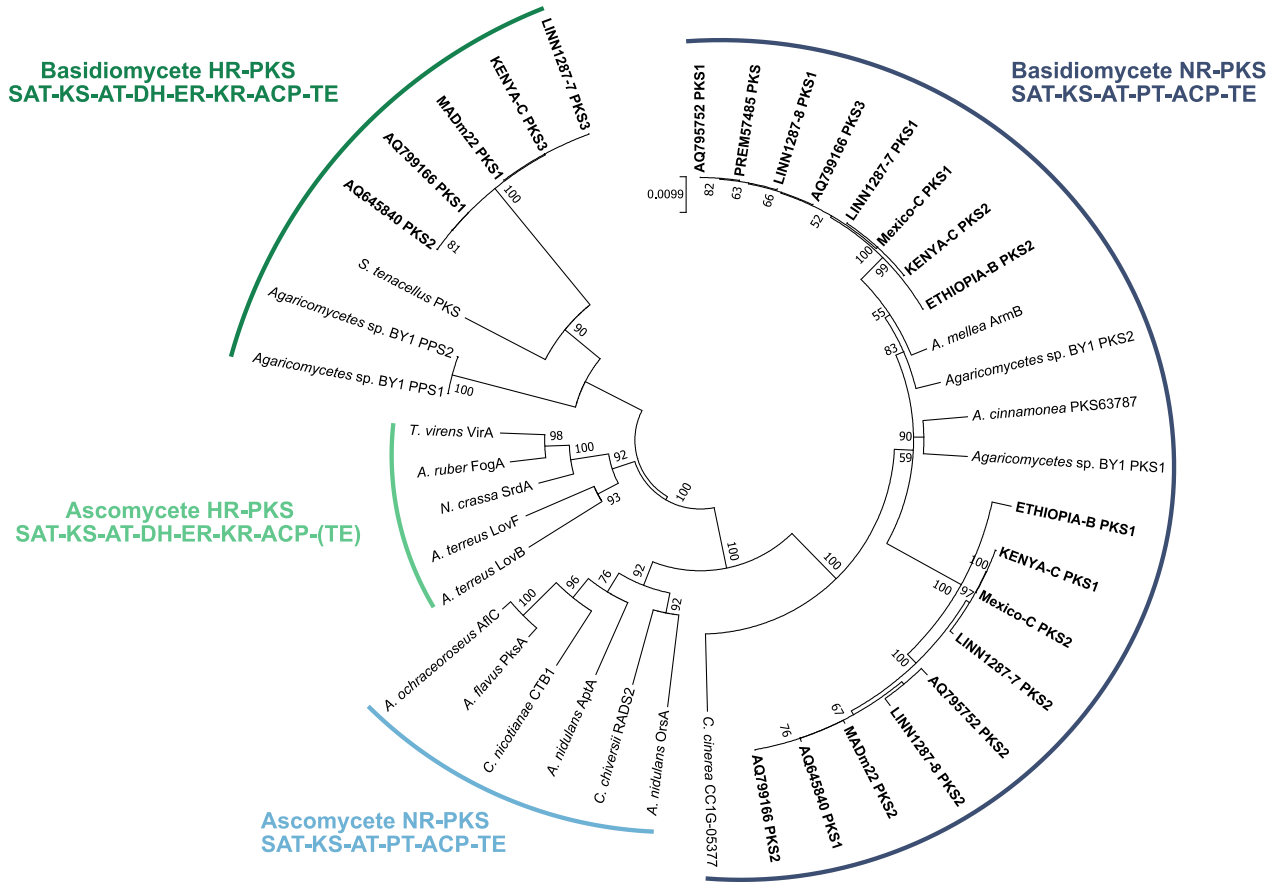 Basidiomycete HR-PKS
SAT-KS-AT-DH-ER-KR-ACP-TE
LINN1287-7 PKS3
KENYA-C PKS3
MADm22 PKS1
AQ799166 PKS1
AQ645840 PKS2
100
81
S. tenacellus PKS
90
Agaricomycetes sp. BY1 PPS2
Agaricomycetes sp. BY1 PPS1
100
Basidiomycete NR-PKS
SAT-KS-AT-PT-ACP-TE
AQ795752 PKS1
PREM57485 PKS
LINN1287-8 PKS1
AQ799166 PKS3
LINN1287-7 PKS1
Mexico-C PKS1
KENYA-C PKS2
ETHIOPIA-B PKS2
0.0099
82
63
66
52
100
99
55
A. mellea ArmB
83
Agaricomycetes sp. BY1 PKS2
A. cinnamonea PKS63787
90
59
Agaricomycetes sp. BY1 PKS1
ETHIOPIA-B PKS1
KENYA-C PKS1
100
97
100
Mexico-C PKS2
LINN1287-7 PKS2
100
AQ795752 PKS2
LINN1287-8 PKS2
67
MADm22 PKS2
76
AQ645840 PKS1
AQ799166 PKS2
C. cinerea CC1G-05377
100
100
100
Ascomycete HR-PKS
SAT-KS-AT-DH-ER-KR-ACP-(TE)
T. virens VirA
98
A. ruber FogA
100
92
N. crassa SrdA
93
A. terreus LovF
A. terreus LovB
Ascomycete NR-PKS
SAT-KS-AT-PT-ACP-TE
A. ochraceoroseus AflC
100
A. flavus PksA
96
C. nicotianae CTB1
76
A. nidulans AptA
92
C. chiversii RADS2
92
A. nidulans OrsA